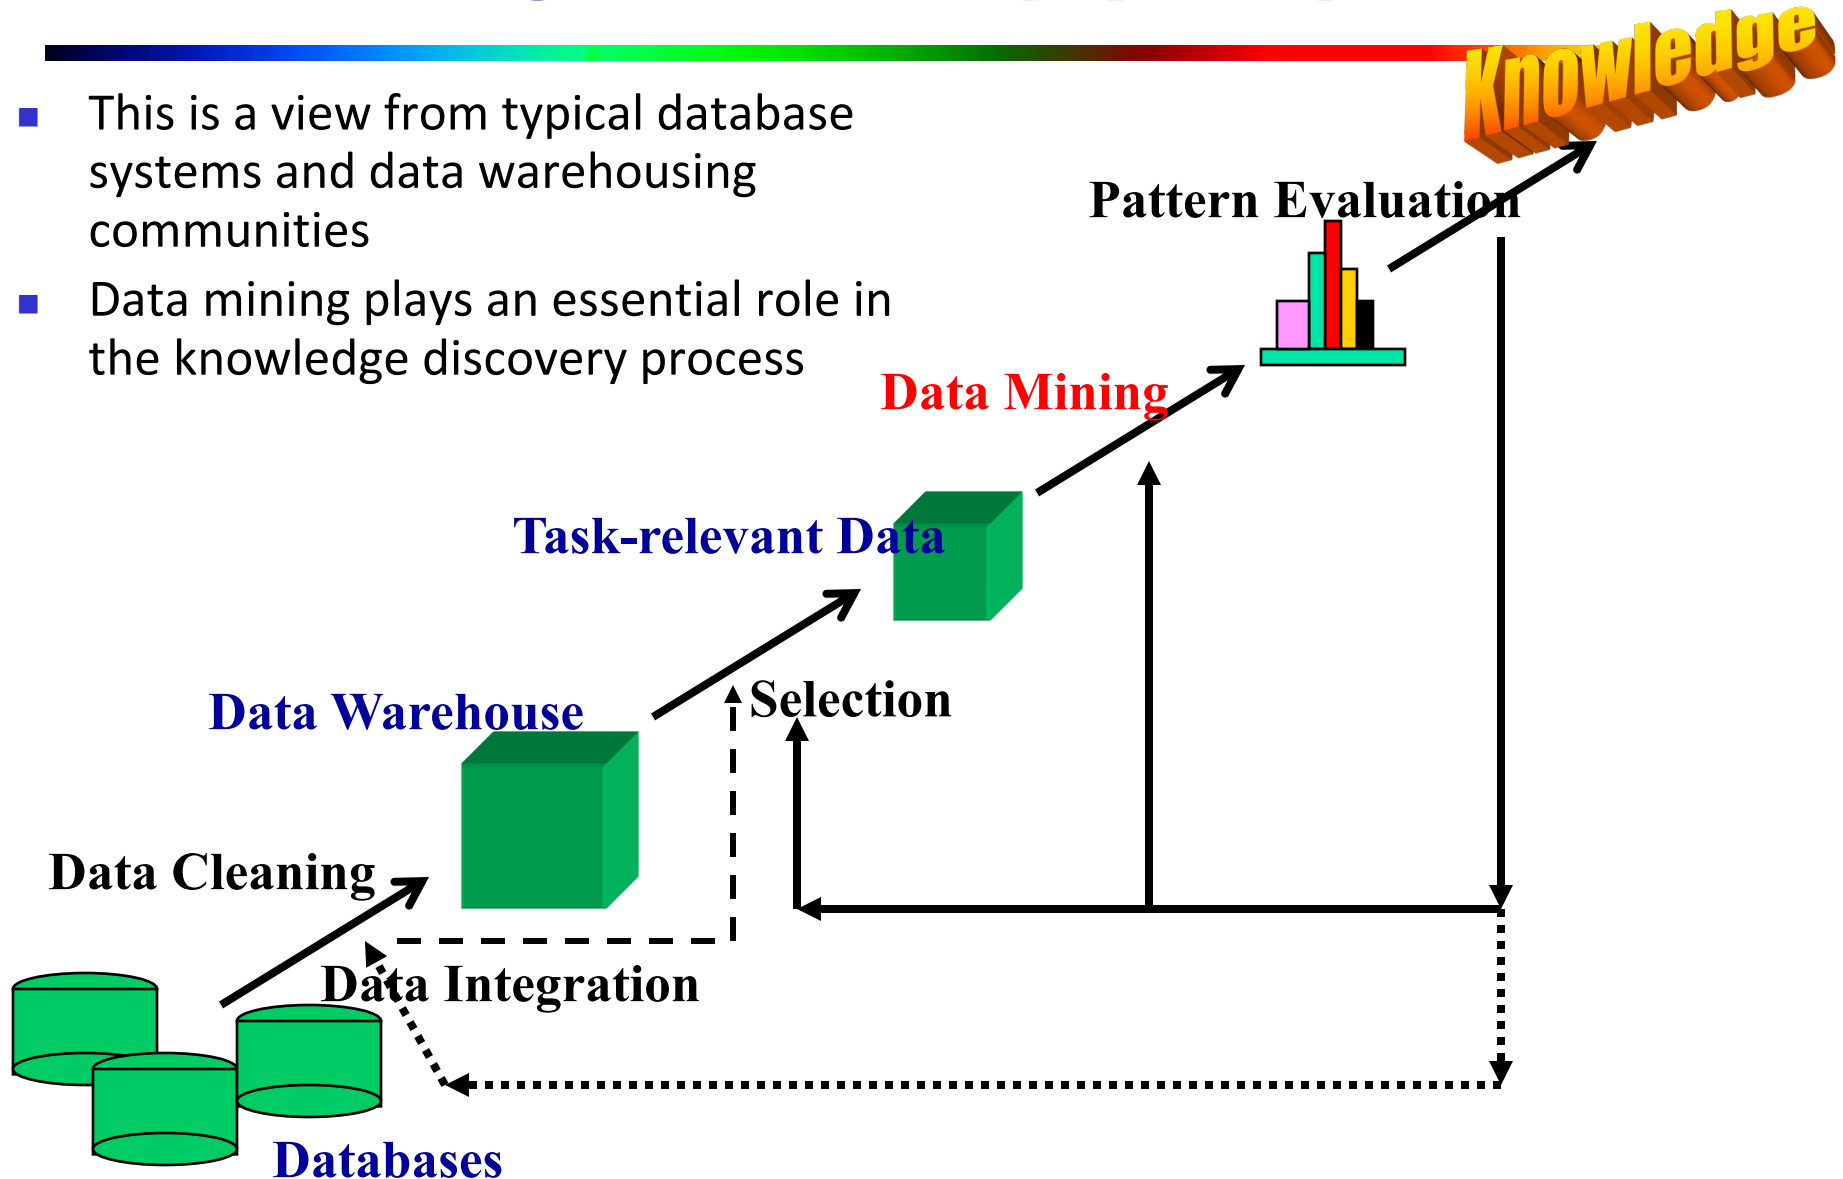 Knowledge
This is a view from typical database
systems and data warehousing
communities
Data mining plays an essential role in
the knowledge discovery process
Pattern Evaluation
Data Mining
Task-relevant Data
Selection
Data Warehouse
Data Cleaning
Data Integration
Databases